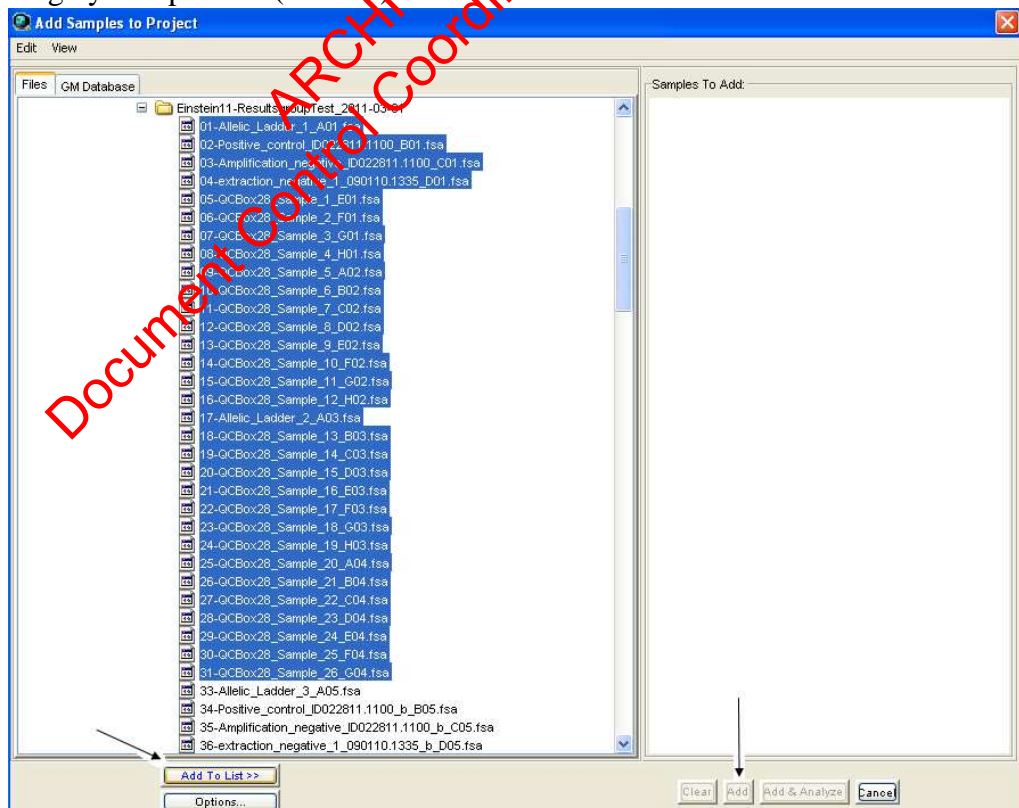 Add Samples to Project
Edit View
Files GM Database
Samples To Add:
Einstein11-ResultsgroupTest_2011-03-01
01-Allelic_Ladder_1_A01.fsa
02-Positive_control_ID022811.1100_B01.fsa
03-Amplification_negative_ID022811.1100_C01.fsa
04-extraction_negative_1_090110.1335_D01.fsa
05-QCBox28_Sample_1_E01.fsa
06-QCBox28_Sample_2_F01.fsa
07-QCBox28_Sample_3_G01.fsa
08-QCBox28_Sample_4_H01.fsa
09-QCBox28_Sample_5_A02.fsa
10-QCBox28_Sample_6_B02.fsa
11-QCBox28_Sample_7_C02.fsa
12-QCBox28_Sample_8_D02.fsa
13-QCBox28_Sample_9_E02.fsa
14-QCBox28_Sample_10_F02.fsa
15-QCBox28_Sample_11_G02.fsa
16-QCBox28_Sample_12_H02.fsa
17-Allelic_Ladder_2_A03.fsa
18-QCBox28_Sample_13_B03.fsa
19-QCBox28_Sample_14_C03.fsa
20-QCBox28_Sample_15_D03.fsa
21-QCBox28_Sample_16_E03.fsa
22-QCBox28_Sample_17_F03.fsa
23-QCBox28_Sample_18_G03.fsa
24-QCBox28_Sample_19_H03.fsa
25-QCBox28_Sample_20_A04.fsa
26-QCBox28_Sample_21_B04.fsa
27-QCBox28_Sample_22_C04.fsa
28-QCBox28_Sample_23_D04.fsa
29-QCBox28_Sample_24_E04.fsa
30-QCBox28_Sample_25_F04.fsa
31-QCBox28_Sample_26_G04.fsa
33-Allelic_Ladder_3_A05.fsa
34-Positive_control_ID022811.1100_b_B05.fsa
35-Amplification_negative_ID022811.1100_b_C05.fsa
36-extraction_negative_1_090110.1335_b_D05.fsa
Add To List >>
Options...
Clear Add Add & Analyze Cancel
Document Control